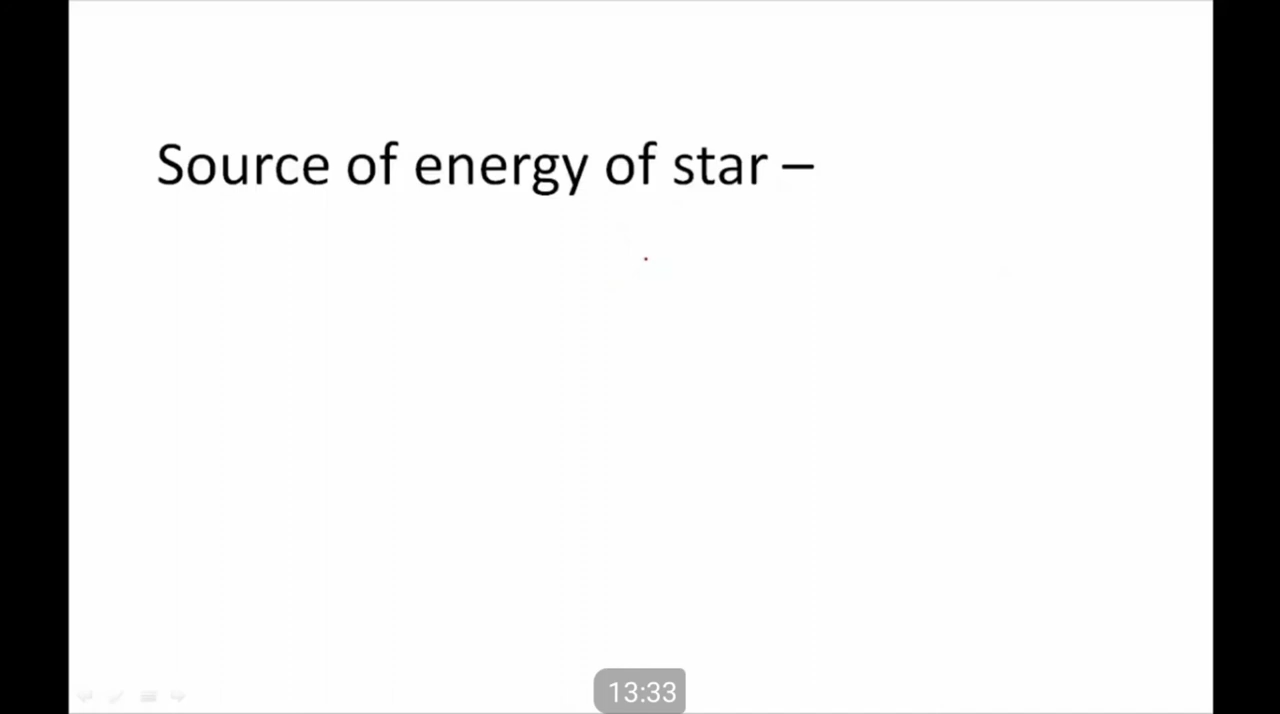 Source of energy of star –
13:33